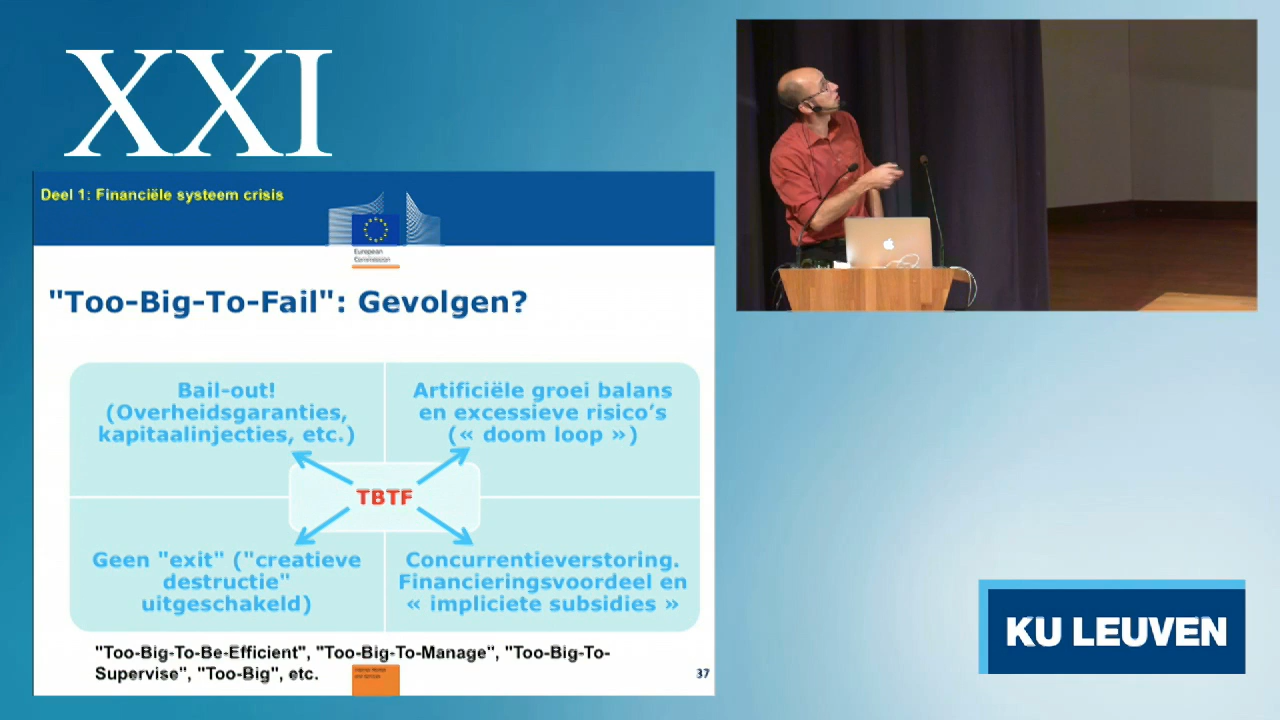 XXI
Deel 1: Financiële systeem crisis
European
Commission
"Too-Big-To-Fail": Gevolgen?
Bail-out!
(Overheidsgaranties,
kapitaalinjecties, etc.)
Artificiële groei balans
en excessieve risico's
(« doom loop »)
TBTF
Geen "exit" ("creatieve
destructie"
uitgeschakeld)
Concurrentieverstoring.
Financieringsvoordeel en
« impliciete subsidies »
"Too-Big-To-Be-Efficient", "Too-Big-To-Manage", "Too-Big-To-
Supervise", "Too-Big", etc.
37
KU LEUVEN